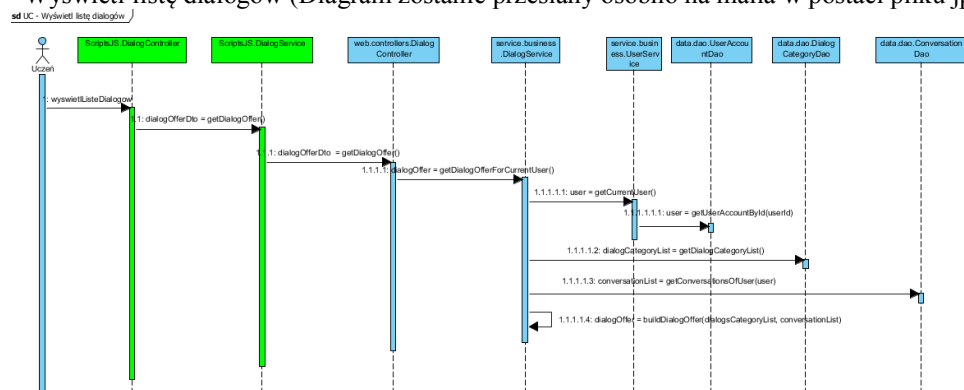 Wyświetl listę dialogów (Diagram zostanie przesłany osobno na maila w postaci pliku jp
sd UC - Wyświetl listę dialogów
Uczeń
ScriptsJS.DialogController
ScriptsJS.DialogService
web.controllers.Dialog
Controller
service.business
.DialogService
service.busin
ess.UserServ
ice
data.dao.UserAccou
ntDao
data.dao.Dialog
CategoryDao
data.dao.Conversation
Dao
1: wyswietlListeDialogow
1.1: dialogOfferDto = getDialogOffer()
1.1.1: dialogOfferDto = getDialogOffer()
1.1.1.1: dialogOffer = getDialogOfferForCurrentUser()
1.1.1.1.1: user = getCurrentUser()
1.1.1.1.1.1: user = getUserAccountById(userId)
1.1.1.1.2: dialogCategoryList = getDialogCategoryList()
1.1.1.1.3: conversationList = getConversationsOfUser(user)
1.1.1.1.4: dialogOffer = buildDialogOffer(dialogsCategoryList, conversationList)